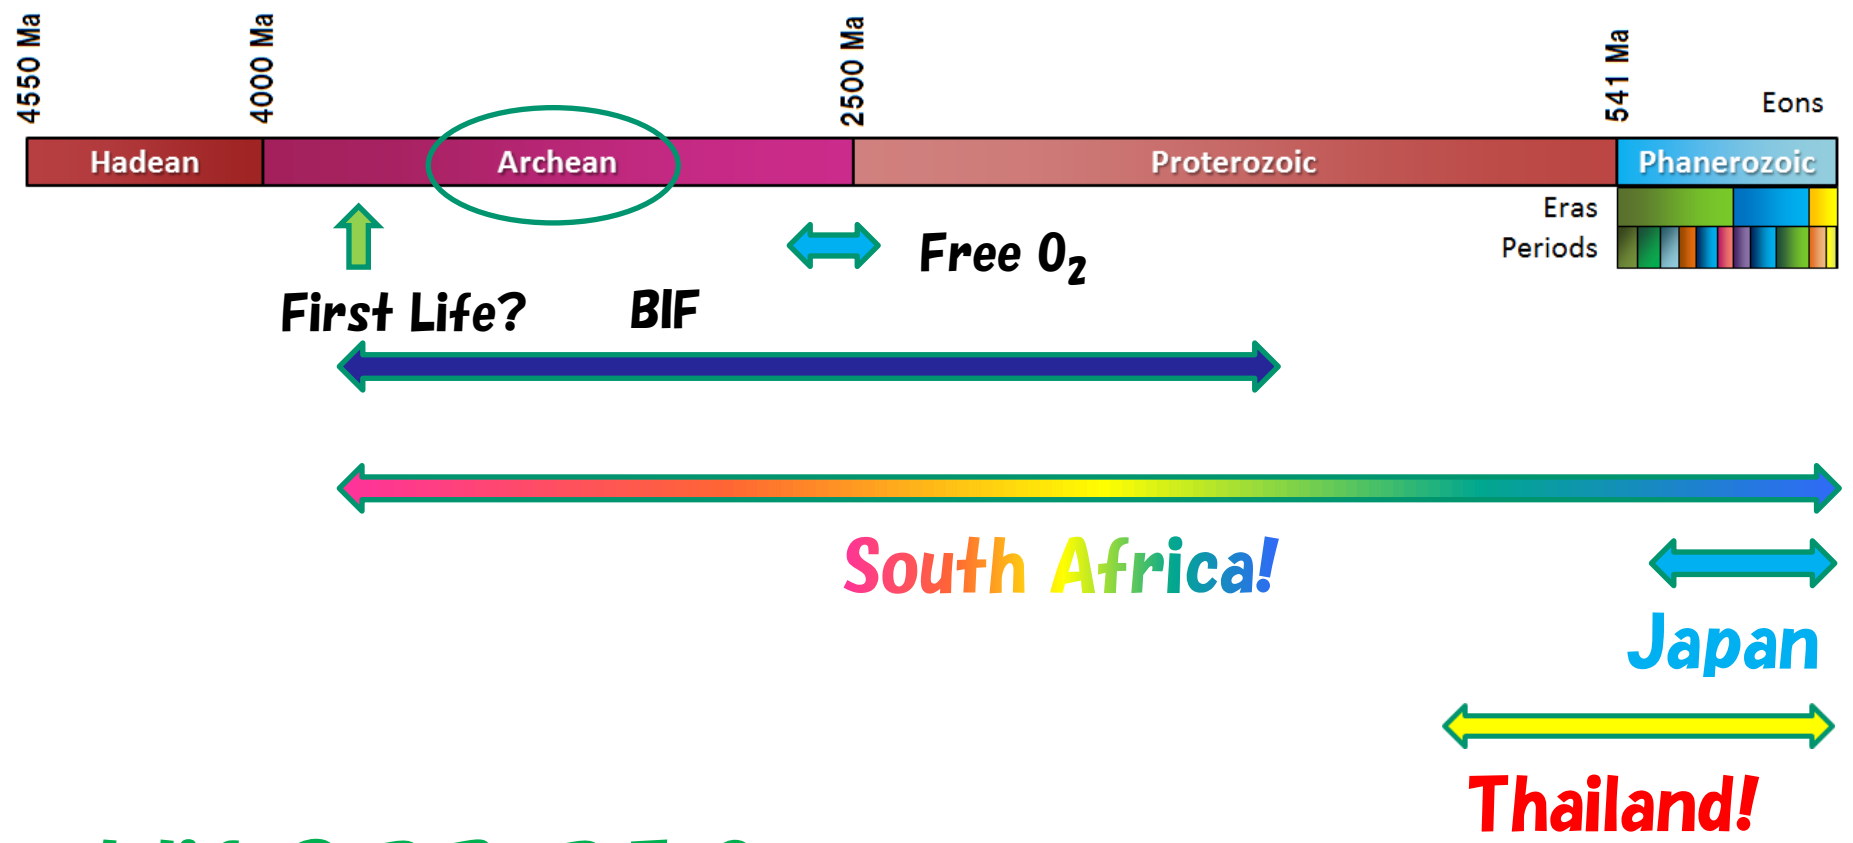 4550 Ma
4000 Ma
2500 Ma
541 Ma
Eons
Hadean
Archean
Proterozoic
Phanerozoic
Eras
Periods
Free O₂
First Life?
BIF
South Africa!
Japan
Thailand!